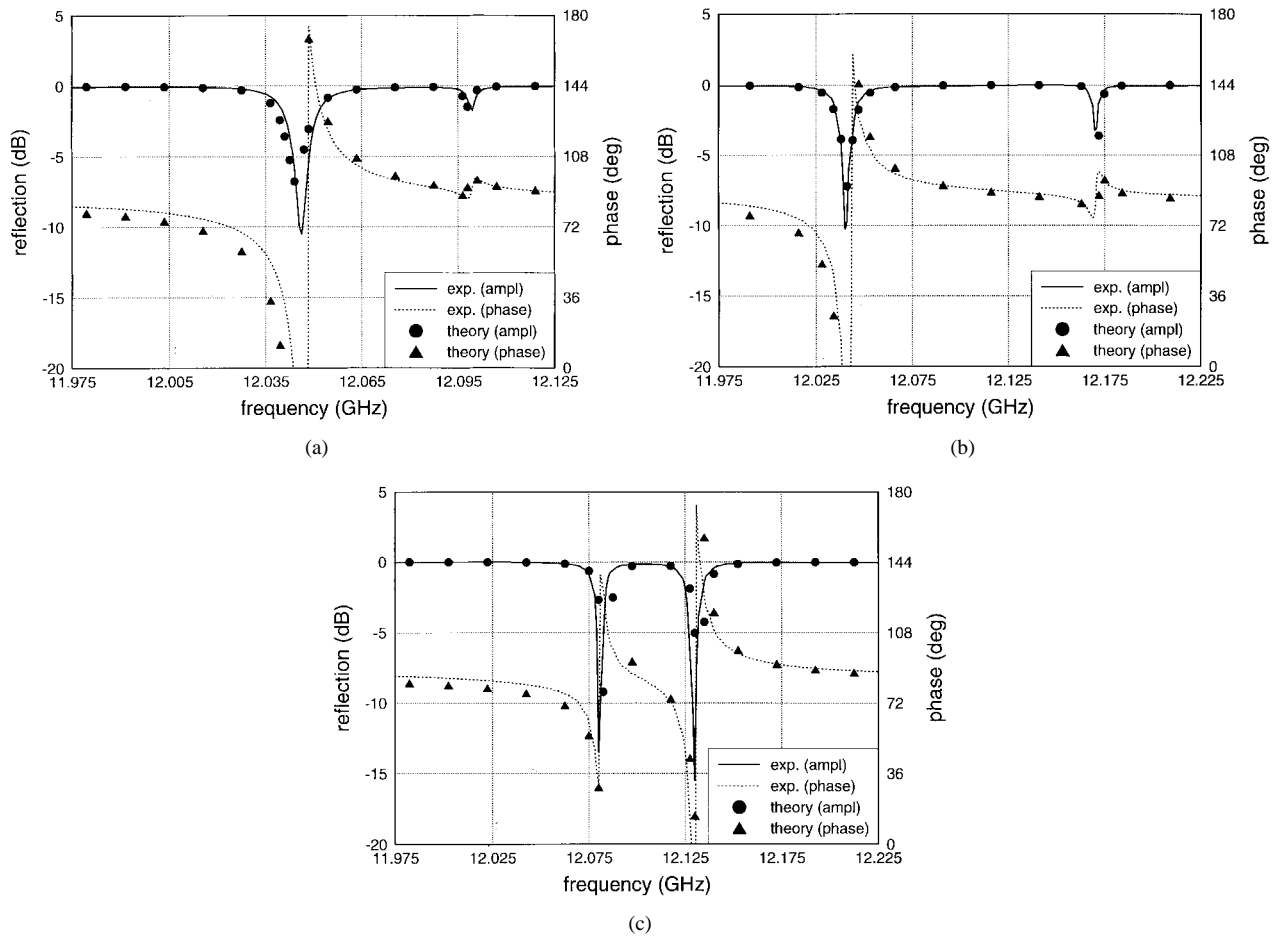 5
0
-5
-10
-15
-20
reflection (dB)
180
144
108
72
36
0
phase (deg)
exp. (ampl)
exp. (phase)
theory (ampl)
theory (phase)
11.975 12.005 12.035 12.065 12.095 12.125
frequency (GHz)
(a)
5
0
-5
-10
-15
-20
reflection (dB)
180
144
108
72
36
0
phase (deg)
exp. (ampl)
exp. (phase)
theory (ampl)
theory (phase)
11.975 12.025 12.075 12.125 12.175 12.225
frequency (GHz)
(b)
5
0
-5
-10
-15
-20
reflection (dB)
180
144
108
72
36
0
phase (deg)
exp. (ampl)
exp. (phase)
theory (ampl)
theory (phase)
11.975 12.025 12.075 12.125 12.175 12.225
frequency (GHz)
(c)